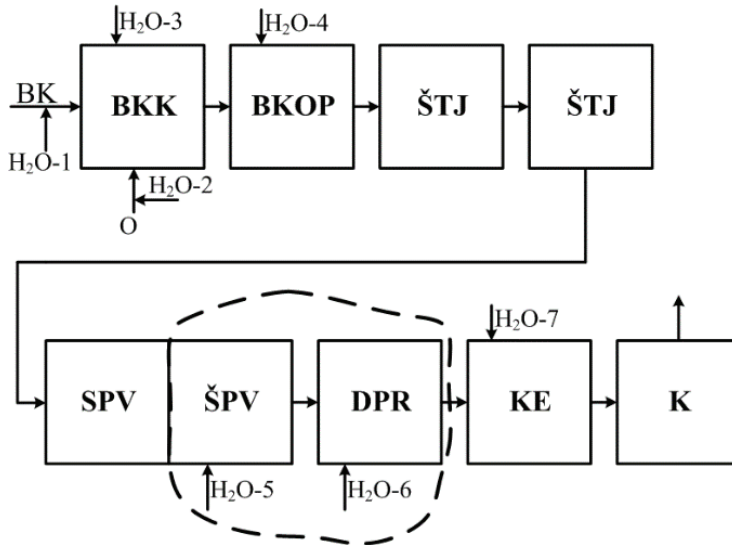 H₂O-3
H₂O-4
BK
BKK
BKOP
ŠTJ
ŠTJ
H₂O-1
H₂O-2
O
H₂O-7
SPV
ŠPV
DPR
KE
K
H₂O-5
H₂O-6